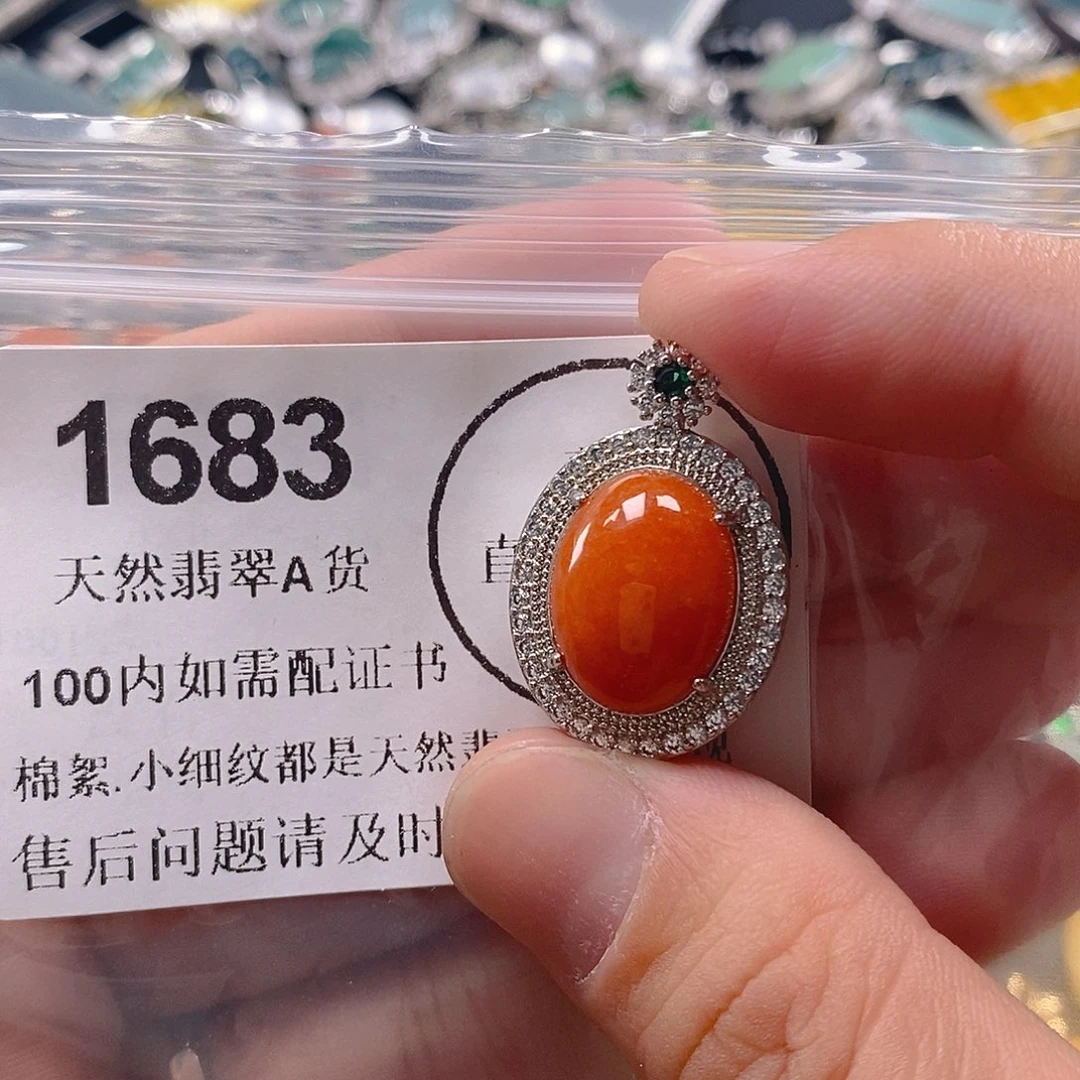 1683
天然翡翠A货
100内如需配证书
棉絮.小细纹都是天然
售后问题请及时